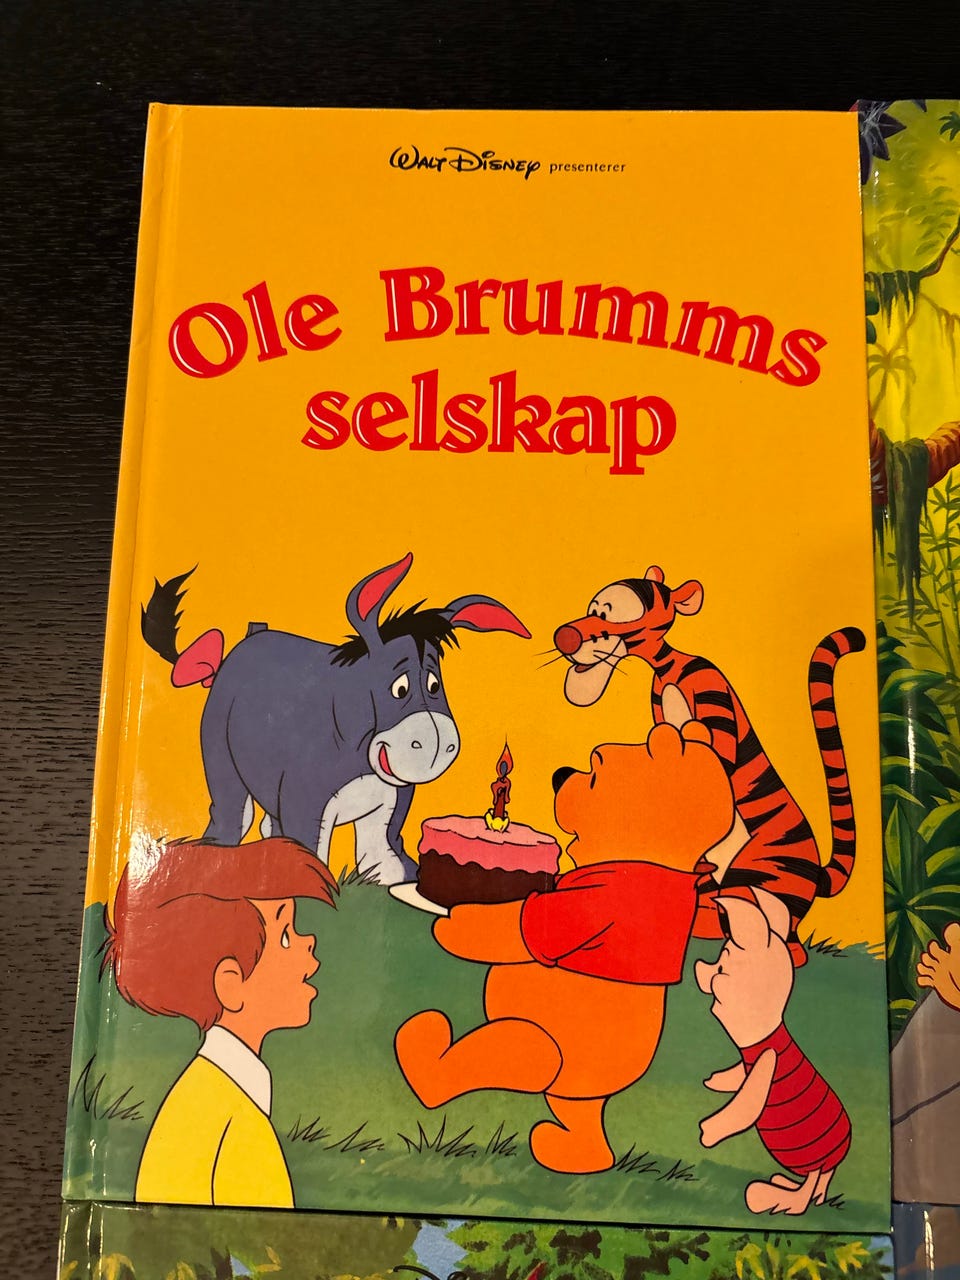 WALT DISNEY presenterer
Ole Brumms
selskap